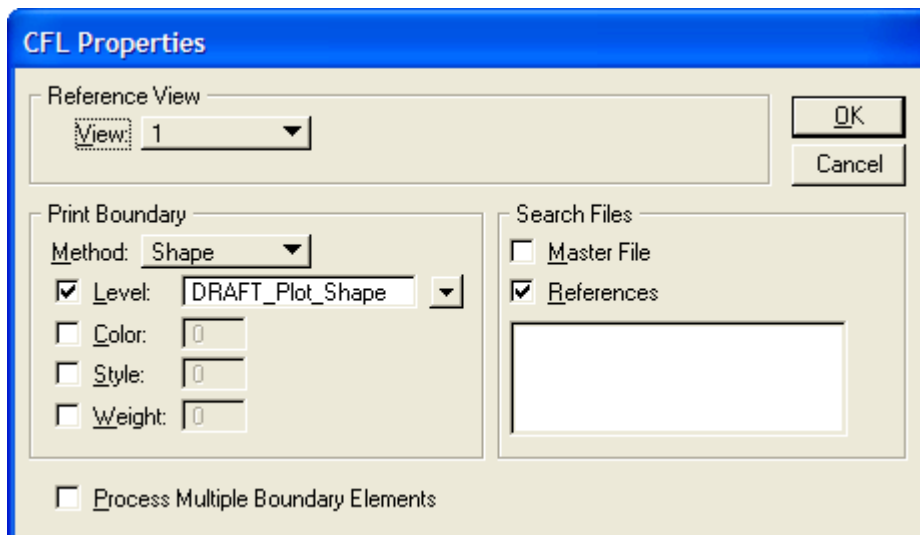 CFL Properties
Reference View
View: 1
OK
Cancel
Print Boundary
Method: Shape
Level: DRAFT_Plot_Shape
Color: 0
Style: 0
Weight: 0
Search Files
Master File
References
Process Multiple Boundary Elements